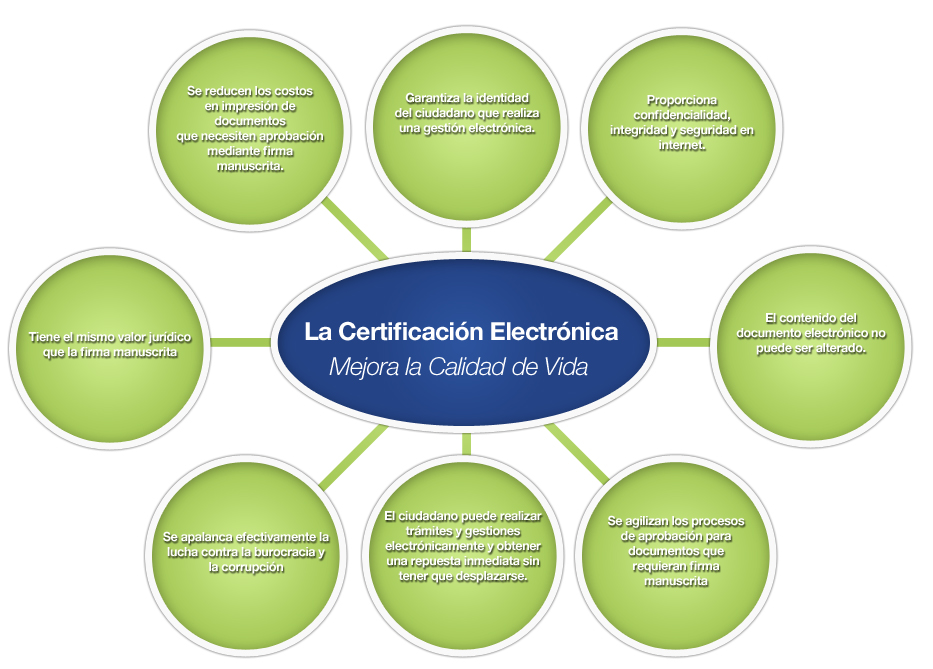 Se reducen los costos
en impresión de
documentos
que necesiten aprobación
mediante firma
manuscrita.
Garantiza la identidad
del ciudadano que realiza
una gestión electrónica.
Proporciona
confidencialidad,
integridad y seguridad en
internet.
Tiene el mismo valor jurídico
que la firma manuscrita
La Certificación Electrónica
Mejora la Calidad de Vida
El contenido del
documento electrónico no
puede ser alterado.
Se apalanca efectivamente la
lucha contra la burocracia y
la corrupción
El ciudadano puede realizar
trámites y gestiones
electrónicamente y obtener
una repuesta inmediata sin
tener que desplazarse.
Se agilizan los procesos
de aprobación para
documentos que
requieran firma
manuscrita